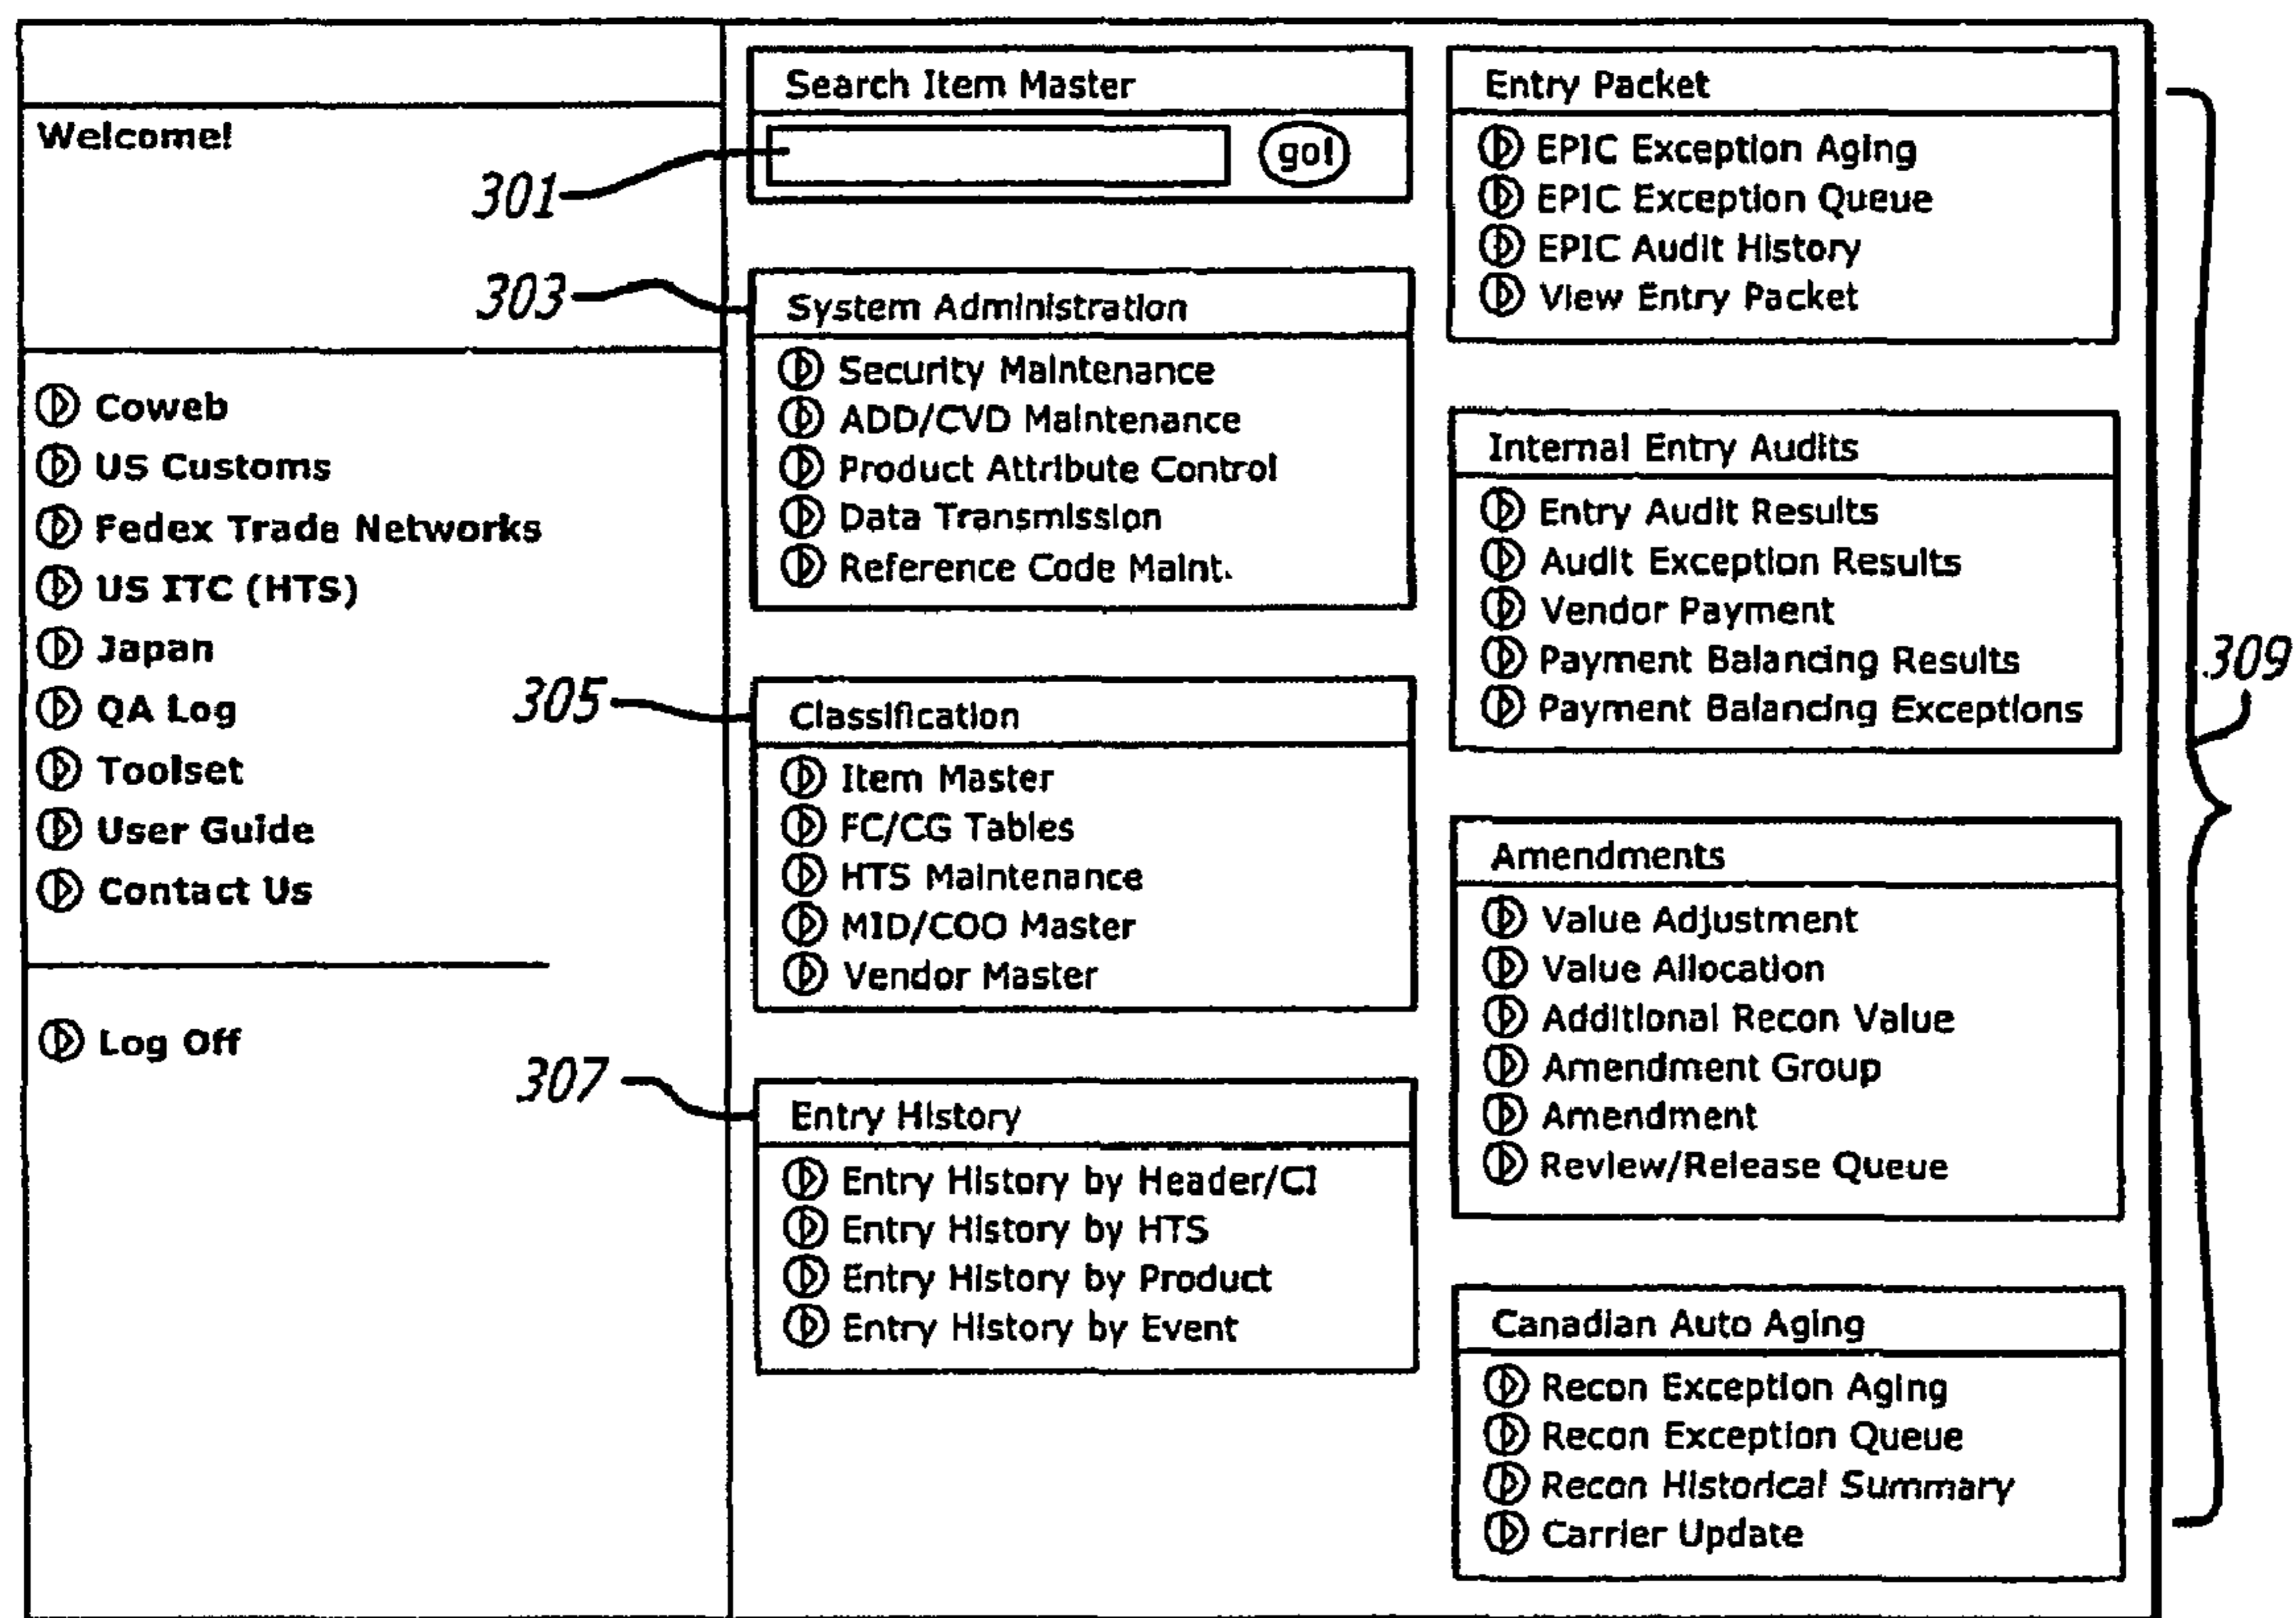 Welcome!
Coweb
US Customs
Fedex Trade Networks
US ITC (HTS)
Japan
QA Log
Toolset
User Guide
Contact Us
Log Off
Search Item Master
go!
301
303
System Administration
Security Maintenance
ADD/CVD Maintenance
Product Attribute Control
Data Transmission
Reference Code Maint.
305
Classification
Item Master
FC/CG Tables
HTS Maintenance
MID/COO Master
Vendor Master
307
Entry History
Entry History by Header/CI
Entry History by HTS
Entry History by Product
Entry History by Event
Entry Packet
EPIC Exception Aging
EPIC Exception Queue
EPIC Audit History
View Entry Packet
Internal Entry Audits
Entry Audit Results
Audit Exception Results
Vendor Payment
Payment Balancing Results
Payment Balancing Exceptions
Amendments
Value Adjustment
Value Allocation
Additional Recon Value
Amendment Group
Amendment
Review/Release Queue
Canadian Auto Aging
Recon Exception Aging
Recon Exception Queue
Recon Historical Summary
Carrier Update
309